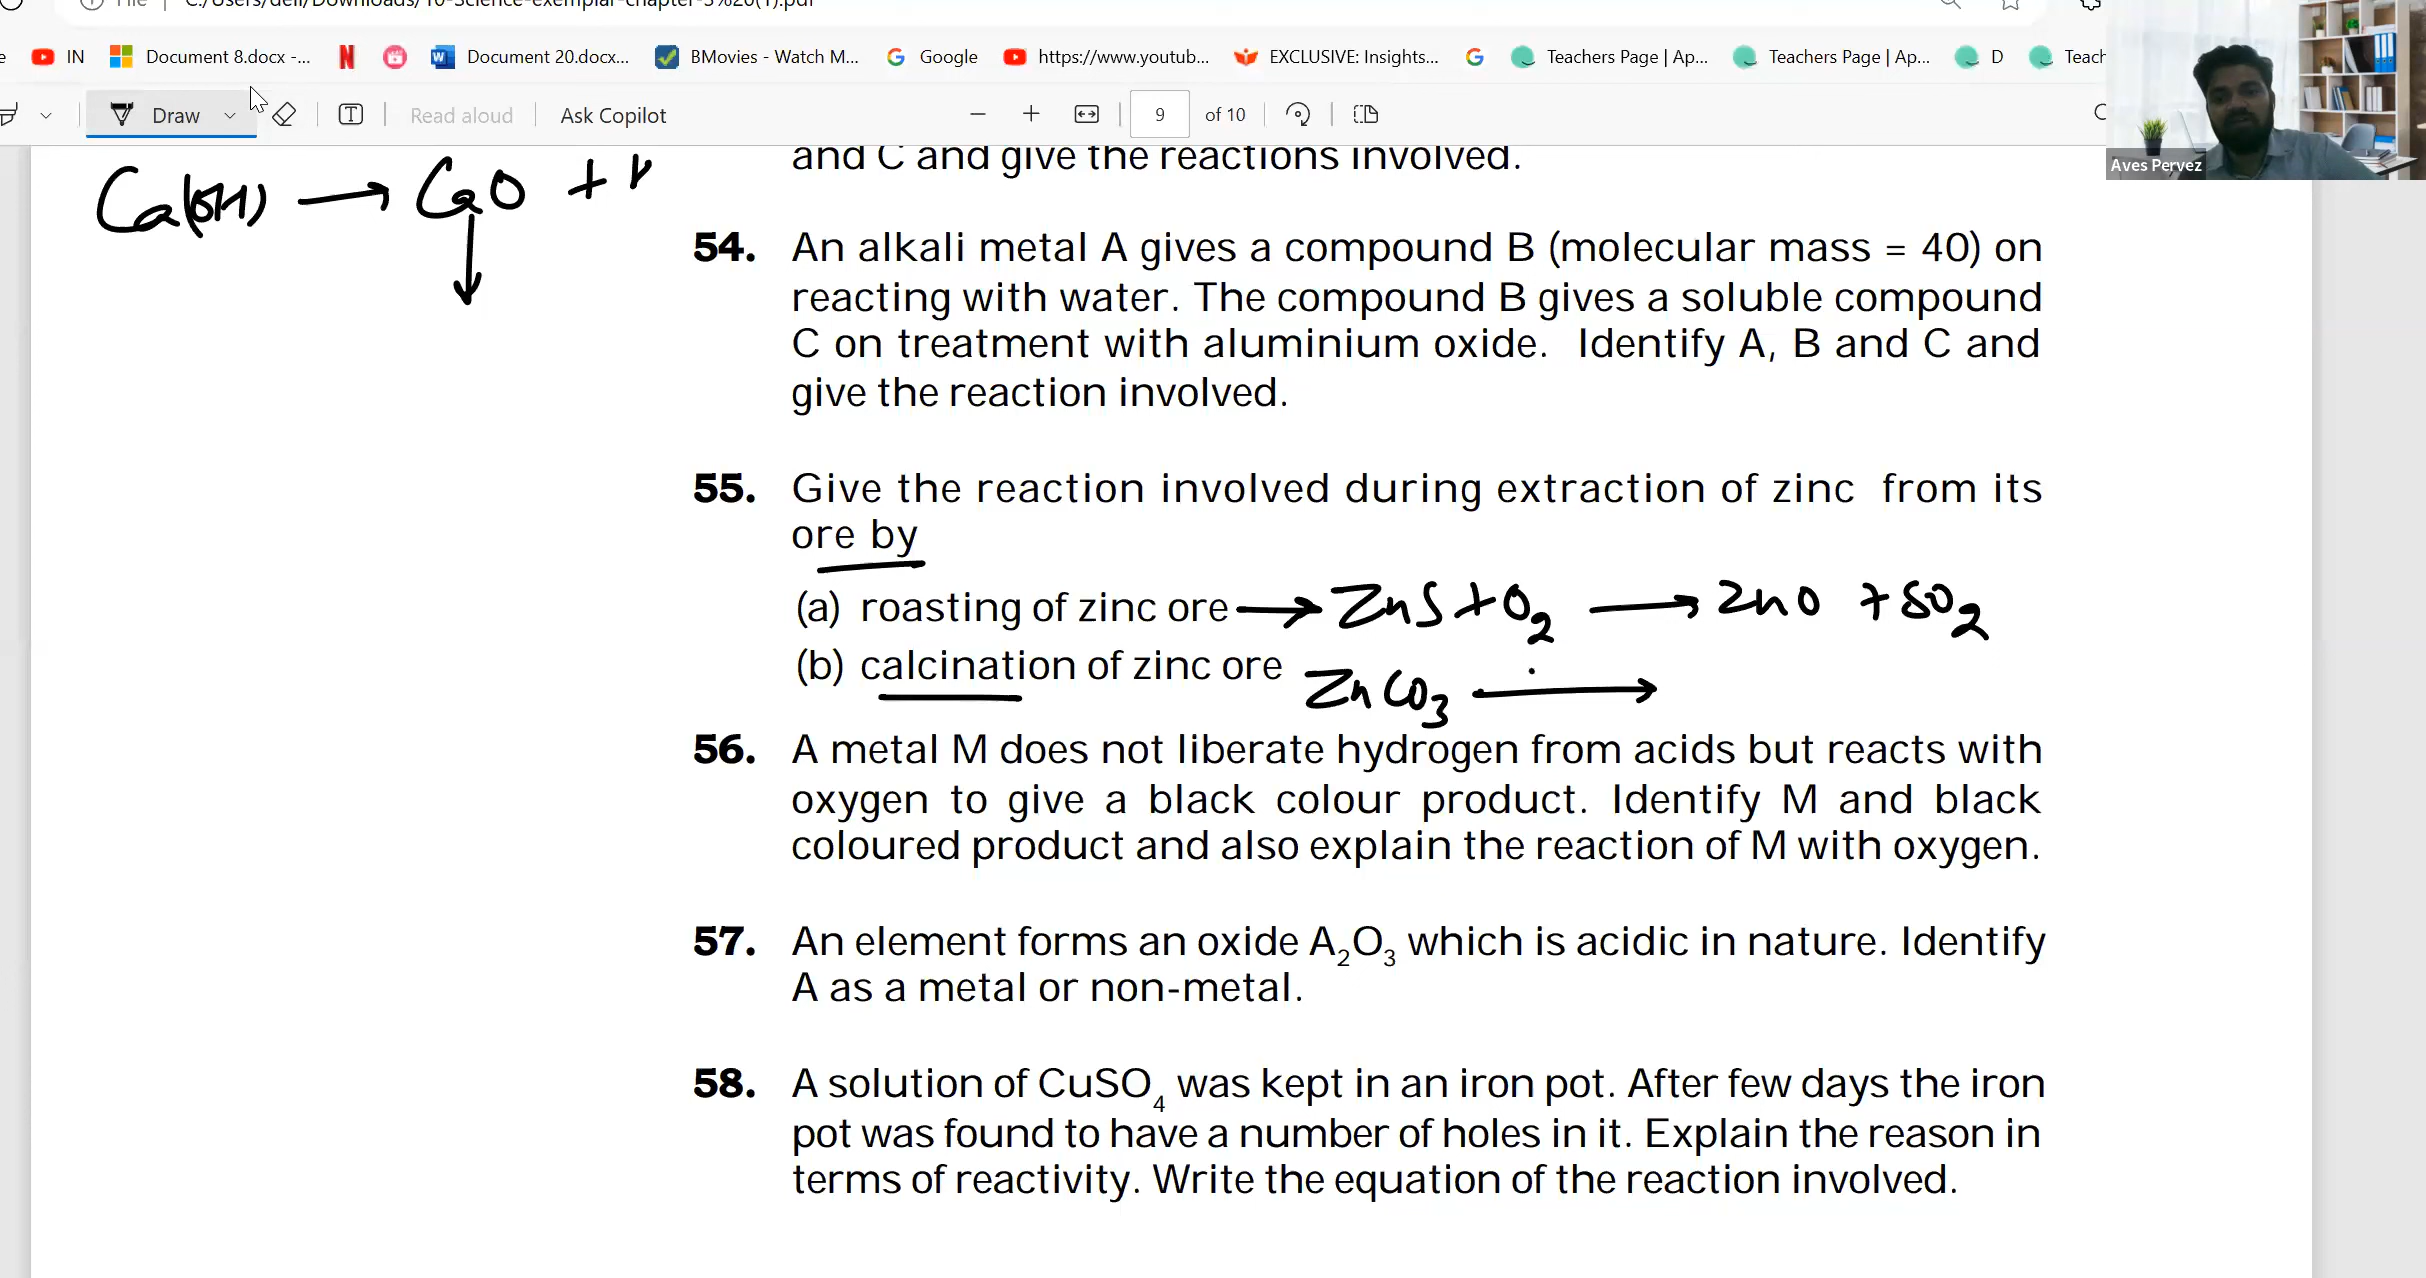 C:/Users/dell/Downloads/10-Science-exemplar-chapter-3%20(1).pdf
IN Document 8.docx -... Document 20.docx... BMovies - Watch M... Google https://www.youtub... EXCLUSIVE: Insights... Teachers Page | Ap... Teachers Page | Ap... D Teach
Draw Read aloud Ask Copilot 9 of 10
Aves Pervez
Ca(OH) → CaO +
and C and give the reactions involved.
54. An alkali metal A gives a compound B (molecular mass = 40) on
reacting with water. The compound B gives a soluble compound
C on treatment with aluminium oxide. Identify A, B and C and
give the reaction involved.
55. Give the reaction involved during extraction of zinc from its
ore by
(a) roasting of zinc ore → ZnS + O₂ → ZnO + SO₂
(b) calcination of zinc ore ZnCO₃ →
56. A metal M does not liberate hydrogen from acids but reacts with
oxygen to give a black colour product. Identify M and black
coloured product and also explain the reaction of M with oxygen.
57. An element forms an oxide A₂O₃ which is acidic in nature. Identify
A as a metal or non-metal.
58. A solution of CuSO₄ was kept in an iron pot. After few days the iron
pot was found to have a number of holes in it. Explain the reason in
terms of reactivity. Write the equation of the reaction involved.